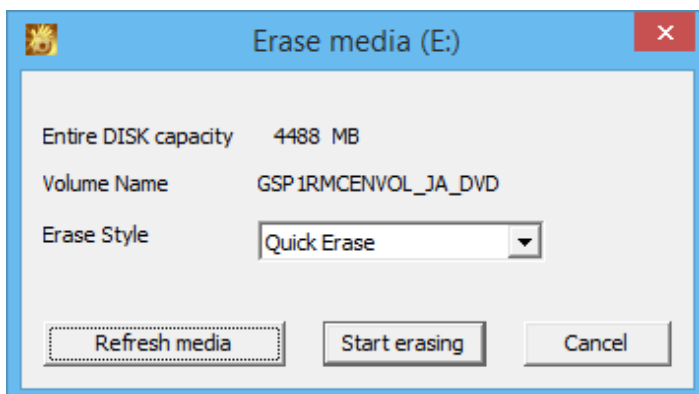 Erase media (E:)
Entire DISK capacity 4488 MB
Volume Name GSP1RMCENVOL_JA_DVD
Erase Style Quick Erase
Refresh media Start erasing Cancel